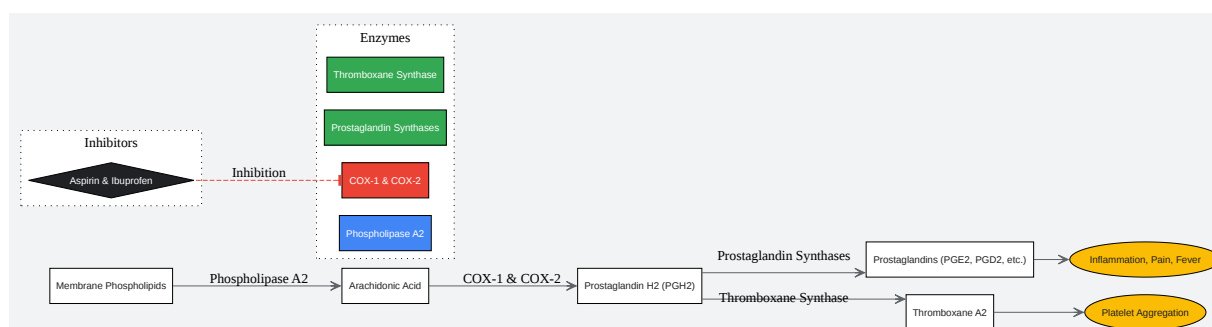 Enzymes
Thromboxane Synthase
Prostaglandin Synthases
Inhibitors
Aspirin & Ibuprofen
Inhibition
COX-1 & COX-2
Phospholipase A2
Membrane Phospholipids
Phospholipase A2
Arachidonic Acid
COX-1 & COX-2
Prostaglandin H2 (PGH2)
Prostaglandin Synthases
Prostaglandins (PGE2, PGD2, etc.)
Inflammation, Pain, Fever
Thromboxane Synthase
Thromboxane A2
Platelet Aggregation